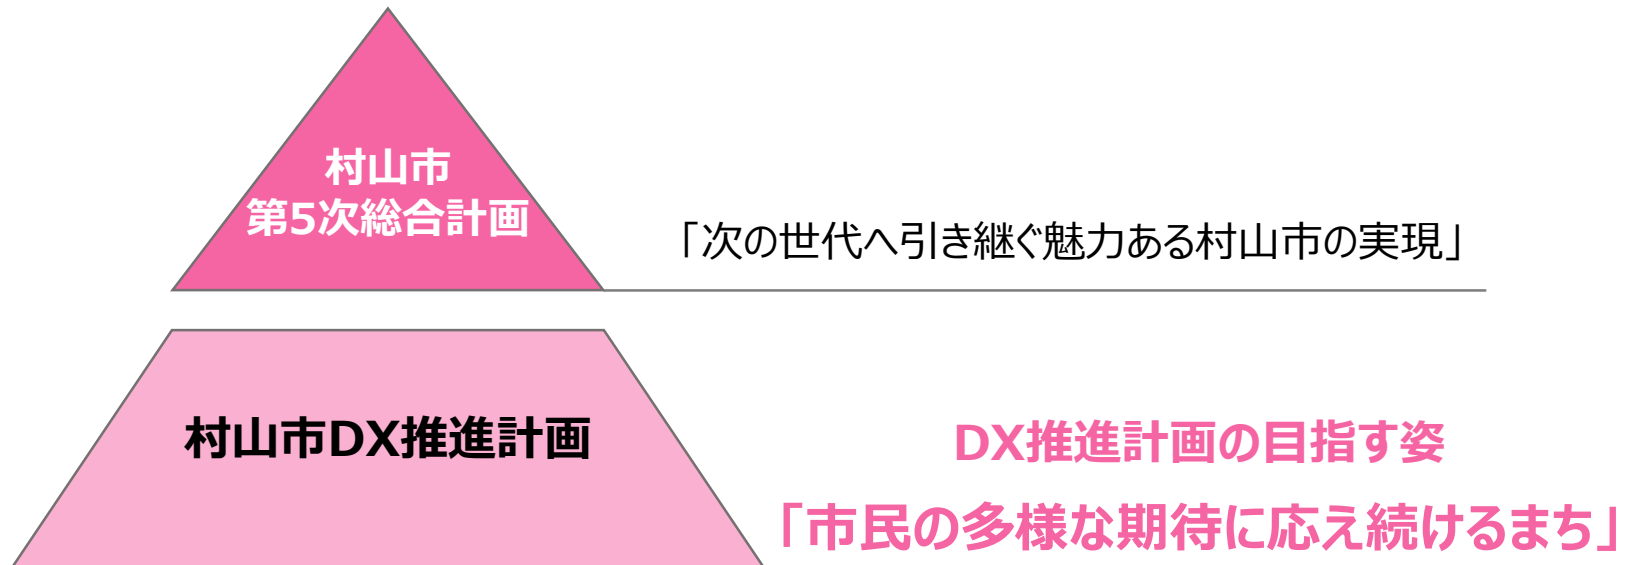 村山市
第5次総合計画
「次の世代へ引き継ぐ魅力ある村山市の実現」
村山市DX推進計画
DX推進計画の目指す姿
「市民の多様な期待に応え続けるまち」